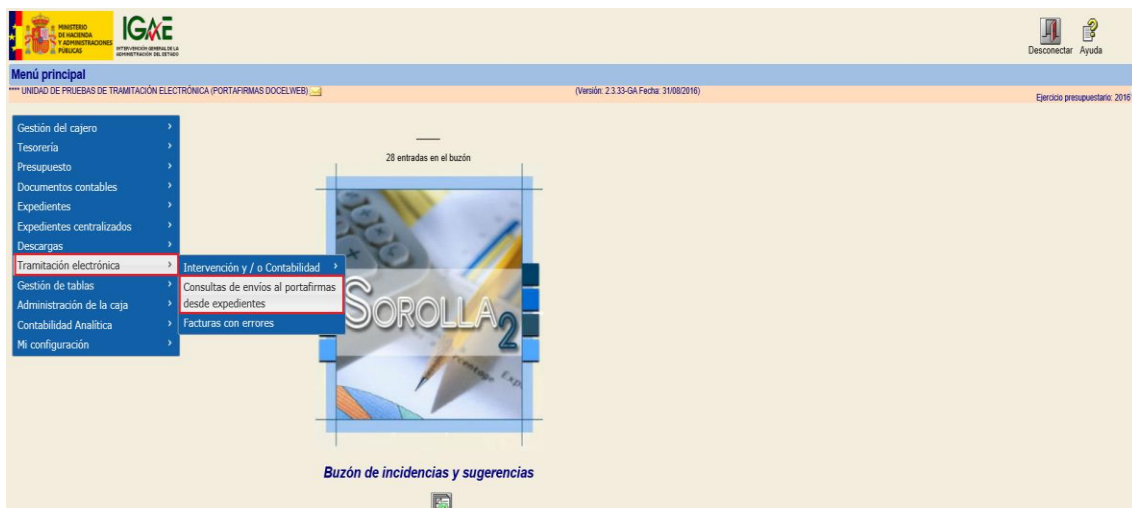 MINISTERIO
DE HACIENDA
Y ADMINISTRACIONES
PÚBLICAS
IGAE
INTERVENCIÓN GENERAL DE LA
ADMINISTRACIÓN DEL ESTADO
Desconectar Ayuda
Menú principal
**** UNIDAD DE PRUEBAS DE TRAMITACIÓN ELECTRÓNICA (PORTAFIRMAS DOCELWEB)
(Versión: 2.3.33-GA Fecha: 31/08/2016)
Ejercicio presupuestario: 2016
Gestión del cajero
Tesorería
Presupuesto
Documentos contables
Expedientes
Expedientes centralizados
Descargas
Tramitación electrónica
Gestión de tablas
Administración de la caja
Contabilidad Analítica
Mi configuración
Intervención y / o Contabilidad
Consultas de envíos al portafirmas
desde expedientes
Facturas con errores
28 entradas en el buzón
SOROLLA2
Buzón de incidencias y sugerencias